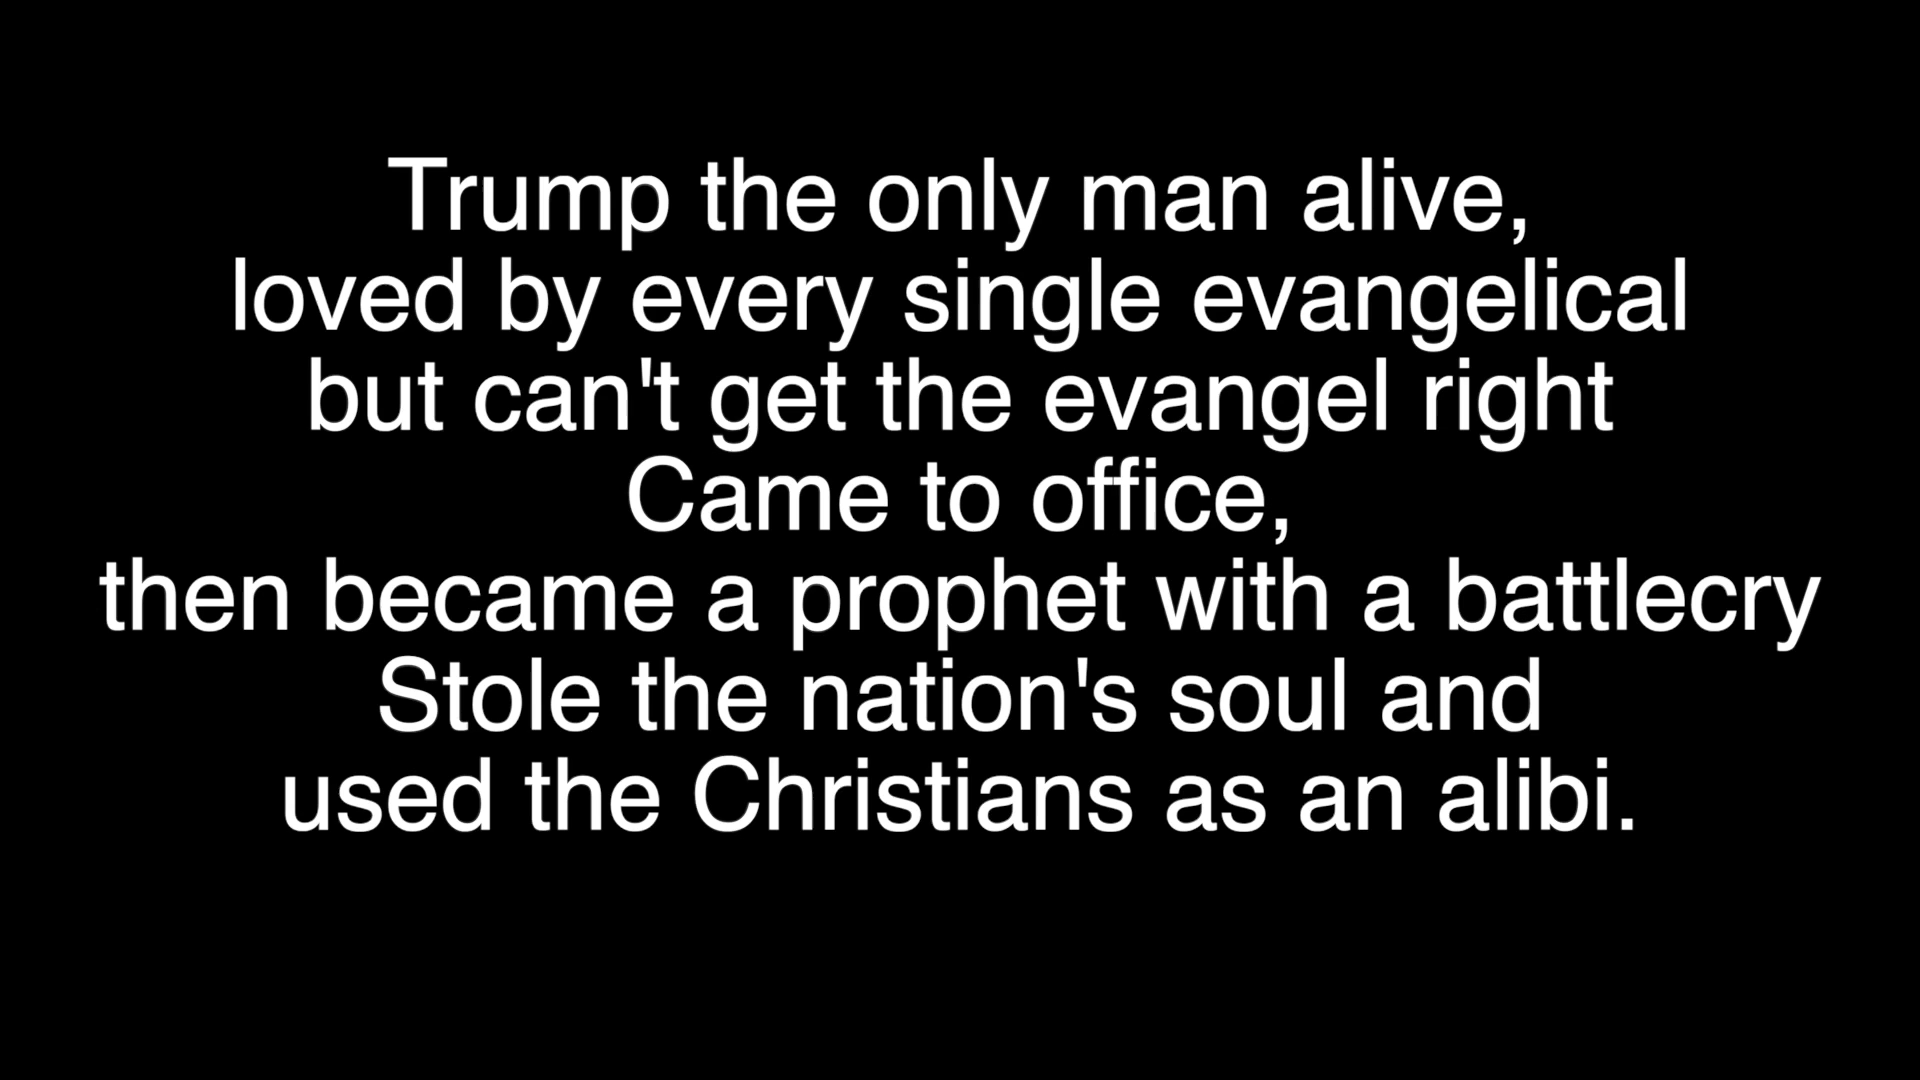 Trump the only man alive,
loved by every single evangelical
but can't get the evangel right
Came to office,
then became a prophet with a battlecry
Stole the nation's soul and
used the Christians as an alibi.